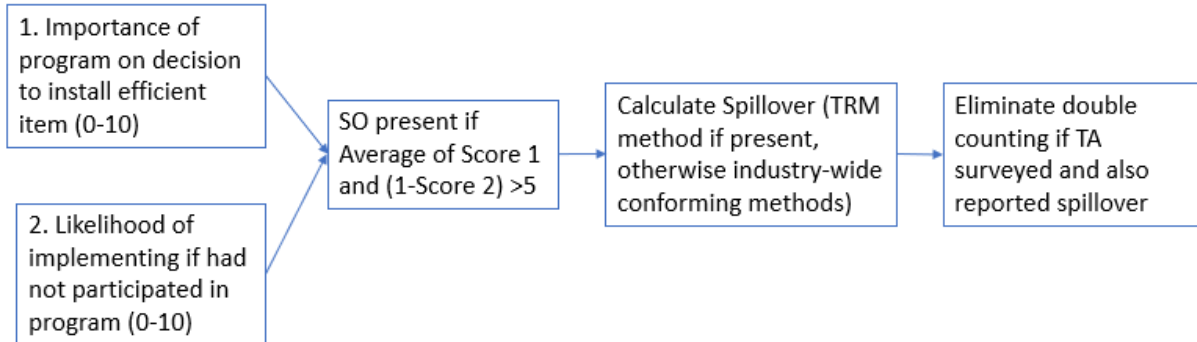 1. Importance of
program on decision
to install efficient
item (0-10)
2. Likelihood of
implementing if had
not participated in
program (0-10)
SO present if
Average of Score 1
and (1-Score 2) >5
Calculate Spillover (TRM
method if present,
otherwise industry-wide
conforming methods)
Eliminate double
counting if TA
surveyed and also
reported spillover